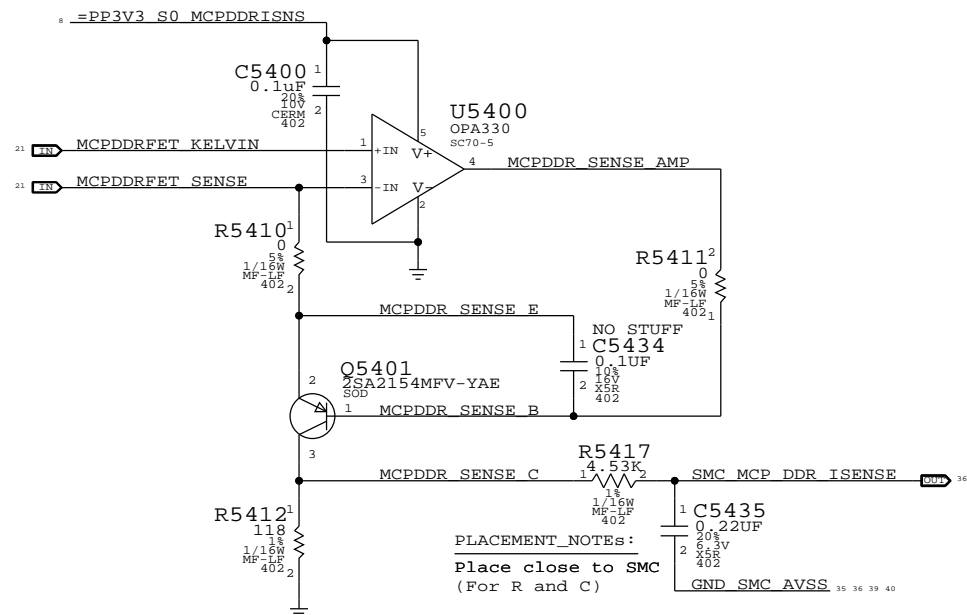 8 =PP3V3_S0_MCPDDRISNS
C5400
0.1uF
20%
10V
CERM
402
1
2
U5400
OPA330
SC70-5
21 IN MCPDDRFET_KELVIN
1 +IN
V+ 5
4 MCPDDR_SENSE_AMP
21 IN MCPDDRFET_SENSE
3 -IN
V- 2
R5410
0
5%
1/16W
MF-LF
402
1
2
R5411
0
5%
1/16W
MF-LF
402
2
1
MCPDDR_SENSE_E
NO STUFF
C5434
0.1UF
10%
16V
X5R
402
1
2
Q5401
2SA2154MFV-YAE
SOD
2
1 MCPDDR_SENSE_B
3
MCPDDR_SENSE_C
R5417
4.53K
1 2
1%
1/16W
MF-LF
402
SMC_MCP_DDR_ISENSE OUT 36
R5412
118
1%
1/16W
MF-LF
402
1
2
C5435
0.22UF
20%
6.3V
X5R
402
1
2
PLACEMENT_NOTEs:
Place close to SMC
(For R and C)
GND_SMC_AVSS 35 36 39 40